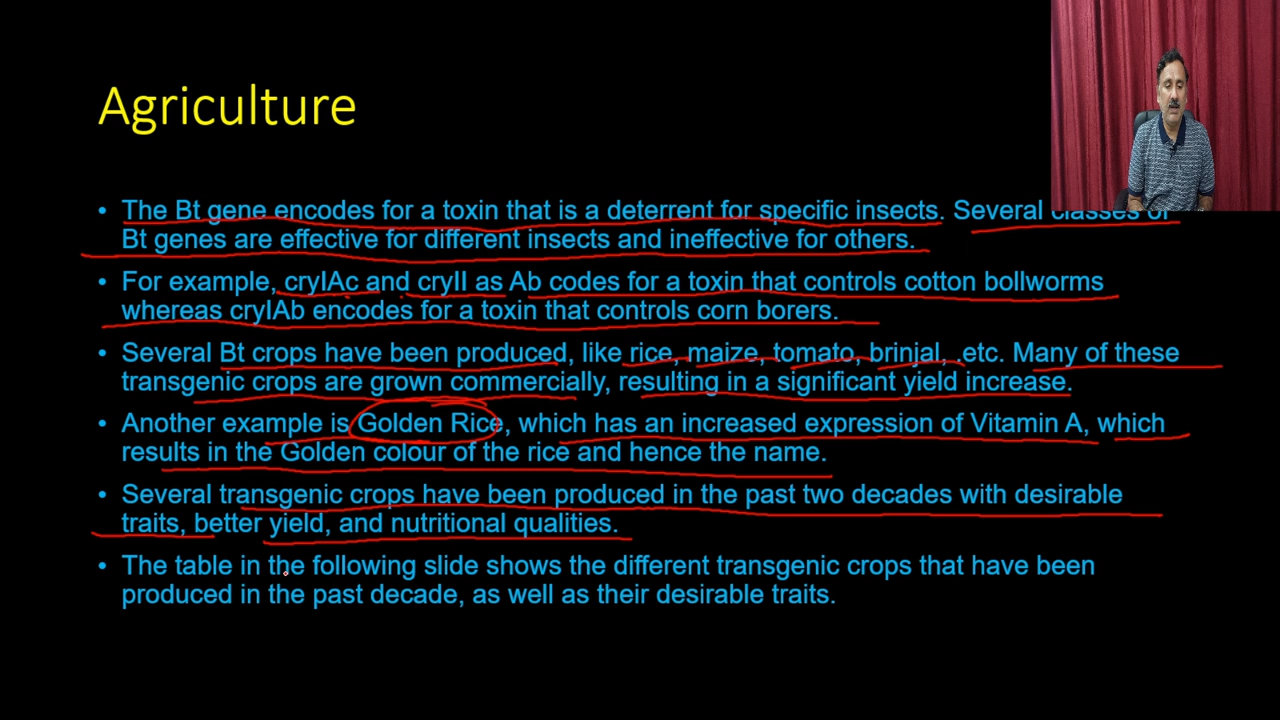 Agriculture
• The Bt gene encodes for a toxin that is a deterrent for specific insects. Several classes of
Bt genes are effective for different insects and ineffective for others.
• For example, cryIAc and cryII as Ab codes for a toxin that controls cotton bollworms
whereas cryIAb encodes for a toxin that controls corn borers.
• Several Bt crops have been produced, like rice, maize, tomato, brinjal, .etc. Many of these
transgenic crops are grown commercially, resulting in a significant yield increase.
• Another example is Golden Rice, which has an increased expression of Vitamin A, which
results in the Golden colour of the rice and hence the name.
• Several transgenic crops have been produced in the past two decades with desirable
traits, better yield, and nutritional qualities.
• The table in the following slide shows the different transgenic crops that have been
produced in the past decade, as well as their desirable traits.